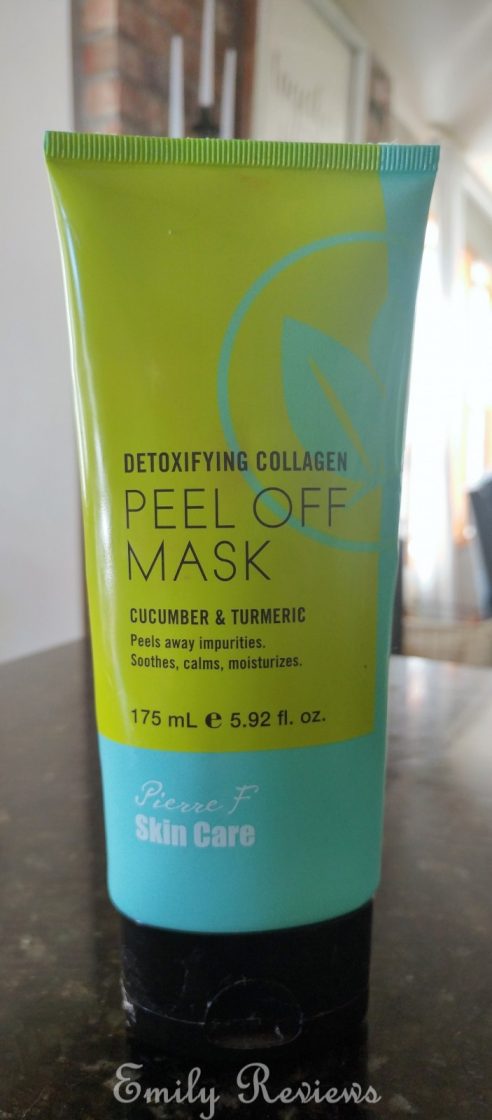 DETOXIFYING COLLAGEN
PEEL OFF
MASK
CUCUMBER & TURMERIC
Peels away impurities.
Soothes, calms, moisturizes.
175 mL e 5.92 fl. oz.
Pierre F
Skin Care
Emily Reviews